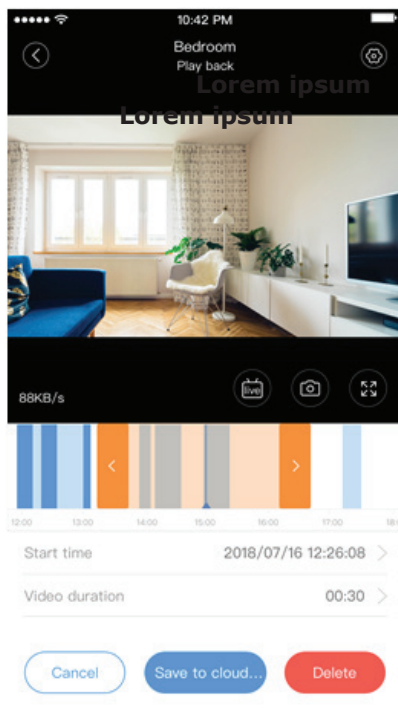 10:42 PM
Bedroom
Play back
Lorem ipsum
Lorem ipsum
live
88KB/s
12:00 13:00 14:00 15:00 16:00 17:00 18:
Start time 2018/07/16 12:26:08
Video duration 00:30
Cancel Save to cloud... Delete